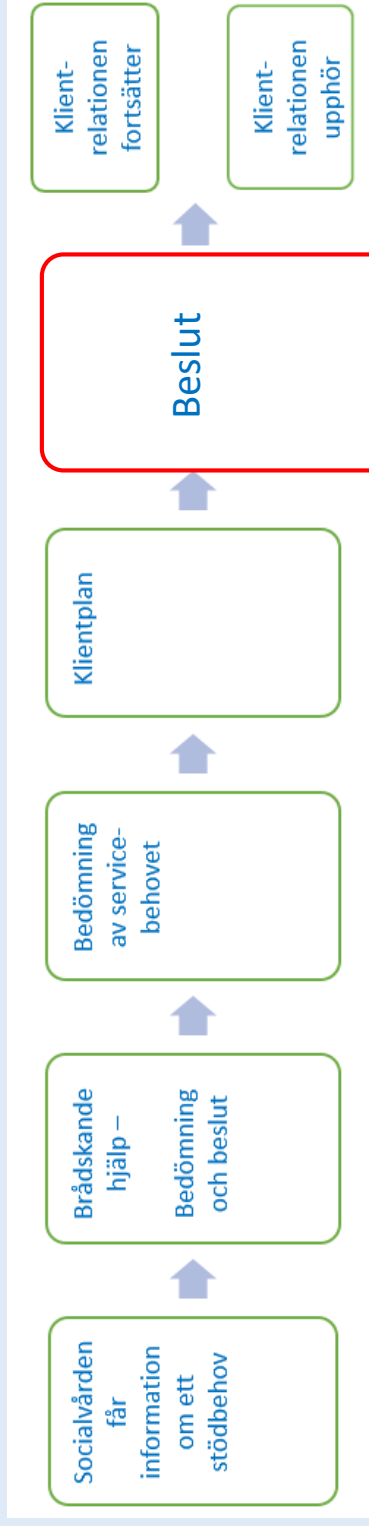 Socialvården
får
information
om ett
stödbehov
Brådskande
hjälp –
Bedömning
och beslut
Bedömning
av service-
behovet
Klientplan
Beslut
Klient-
relationen
fortsätter
Klient-
relationen
upphör